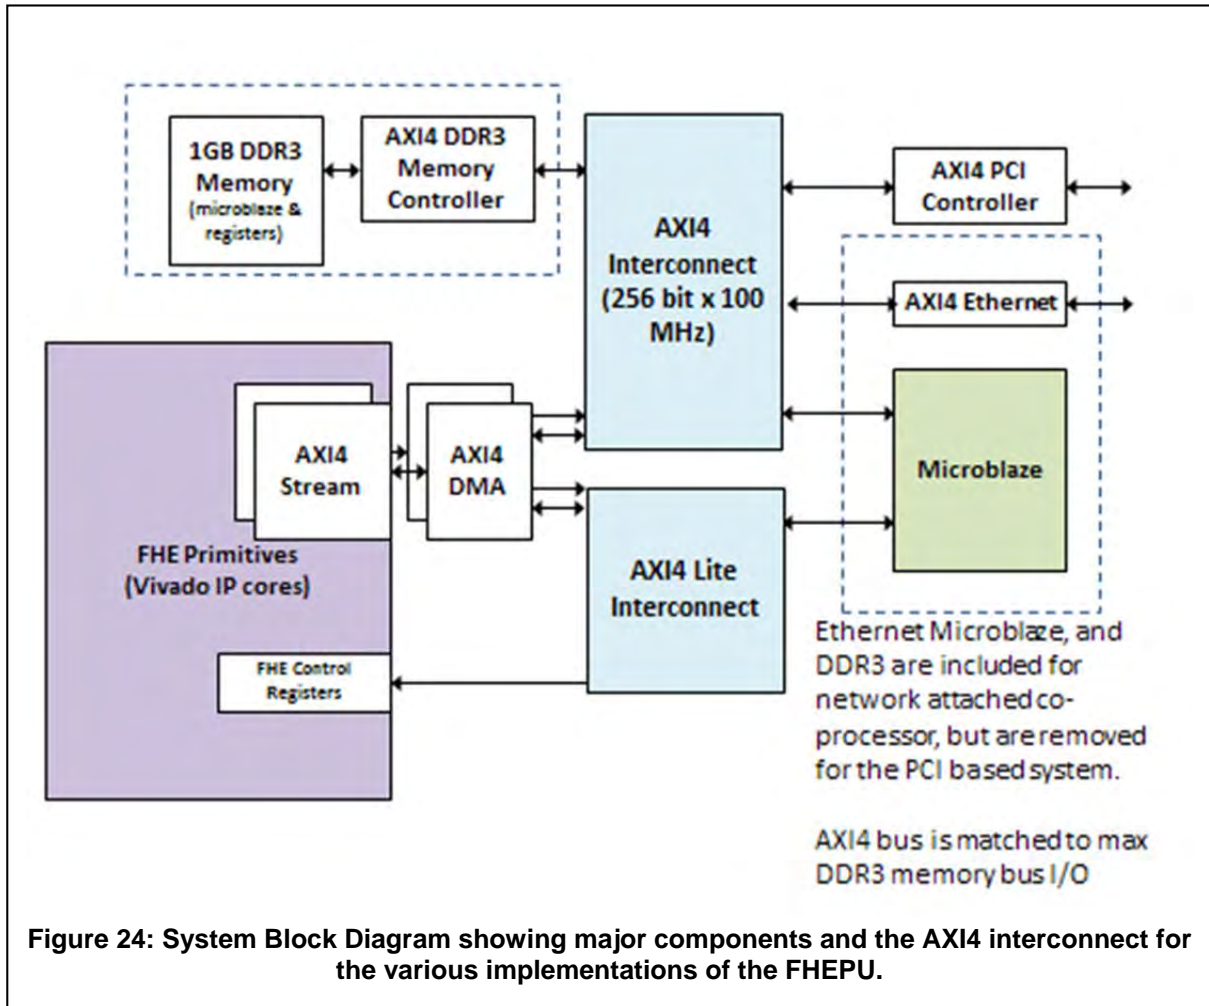 1GB DDR3
Memory
(microblaze &
registers)
AXI4 DDR3
Memory
Controller
AXI4
Interconnect
(256 bit x 100
MHz)
AXI4 PCI
Controller
AXI4 Ethernet
Microblaze
AXI4
Stream
AXI4
DMA
FHE Primitives
(Vivado IP cores)
AXI4 Lite
Interconnect
FHE Control
Registers
Ethernet Microblaze, and
DDR3 are included for
network attached co-
processor, but are removed
for the PCI based system.
AXI4 bus is matched to max
DDR3 memory bus I/O
Figure 24: System Block Diagram showing major components and the AXI4 interconnect for
the various implementations of the FHEPU.